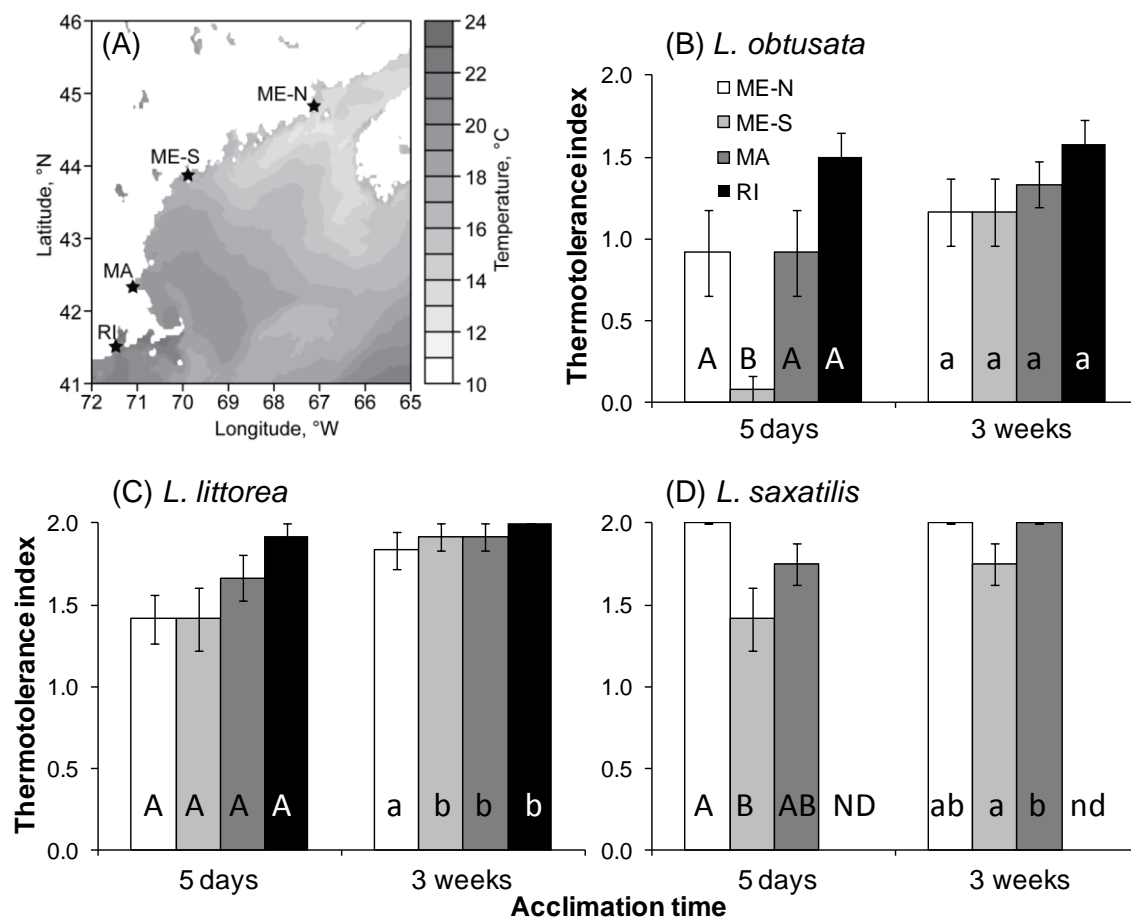 (A)
46
45
44
43
42
41
Latitude, °N
72 71 70 69 68 67 66 65
Longitude, °W
ME-N
ME-S
MA
RI
24
22
20
18
16
14
12
10
Temperature, °C
(B) L. obtusata
2.0
1.5
1.0
0.5
0.0
Thermotolerance index
ME-N
ME-S
MA
RI
A B A A
a a a a
5 days 3 weeks
(C) L. littorea
2.0
1.5
1.0
0.5
0.0
Thermotolerance index
A A A A
a b b b
5 days 3 weeks
(D) L. saxatilis
2.0
1.5
1.0
0.5
0.0
A B AB ND
ab a b nd
5 days 3 weeks
Acclimation time